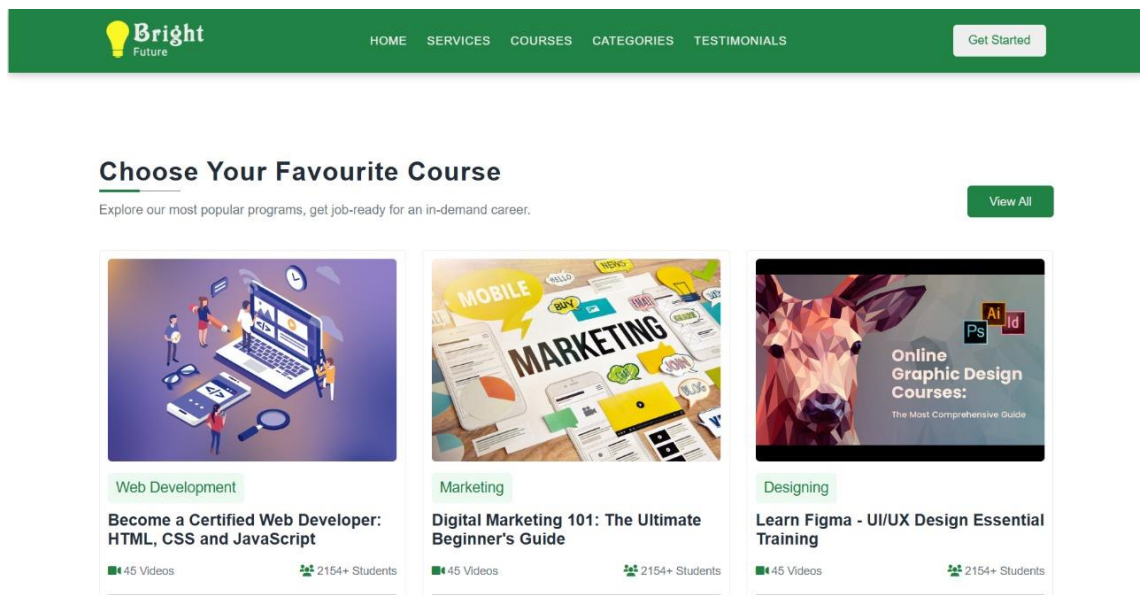 Bright
Future
HOME SERVICES COURSES CATEGORIES TESTIMONIALS
Get Started
Choose Your Favourite Course
Explore our most popular programs, get job-ready for an in-demand career.
View All
MOBILE
HELLO
NEWS
BUY
EMAIL
MARKETING
SHARE
JOIN
BLOG
Ps
Ai
Id
Online
Graphic Design
Courses:
The Most Comprehensive Guide
Web Development
Become a Certified Web Developer:
HTML, CSS and JavaScript
45 Videos
2154+ Students
Marketing
Digital Marketing 101: The Ultimate
Beginner's Guide
45 Videos
2154+ Students
Designing
Learn Figma - UI/UX Design Essential
Training
45 Videos
2154+ Students